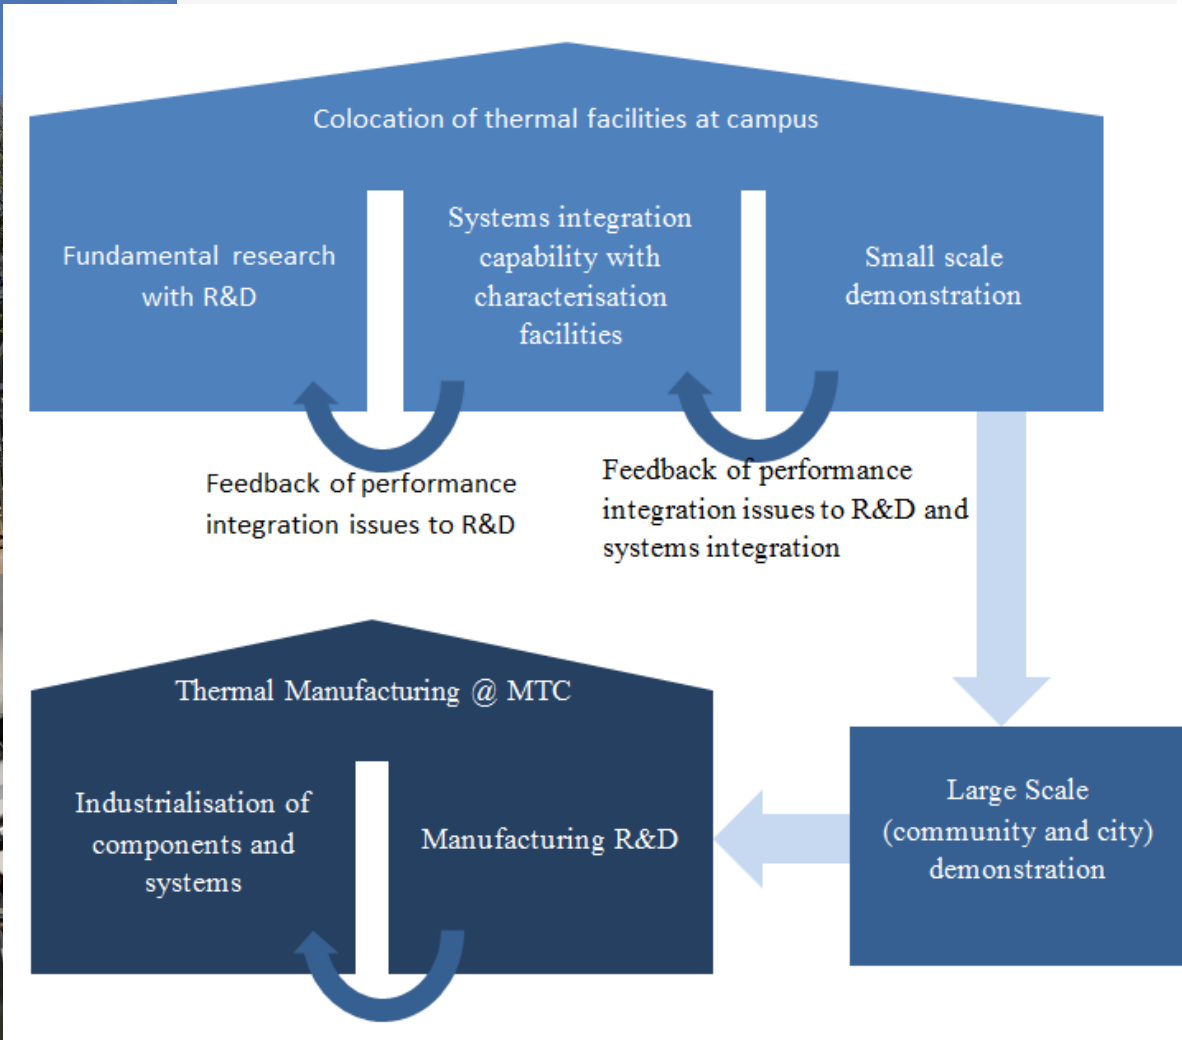 Colocation of thermal facilities at campus
Fundamental research
with R&D
Systems integration
capability with
characterisation
facilities
Small scale
demonstration
Feedback of performance
integration issues to R&D
Feedback of performance
integration issues to R&D and
systems integration
Thermal Manufacturing @ MTC
Industrialisation of
components and
systems
Manufacturing R&D
Large Scale
(community and city)
demonstration